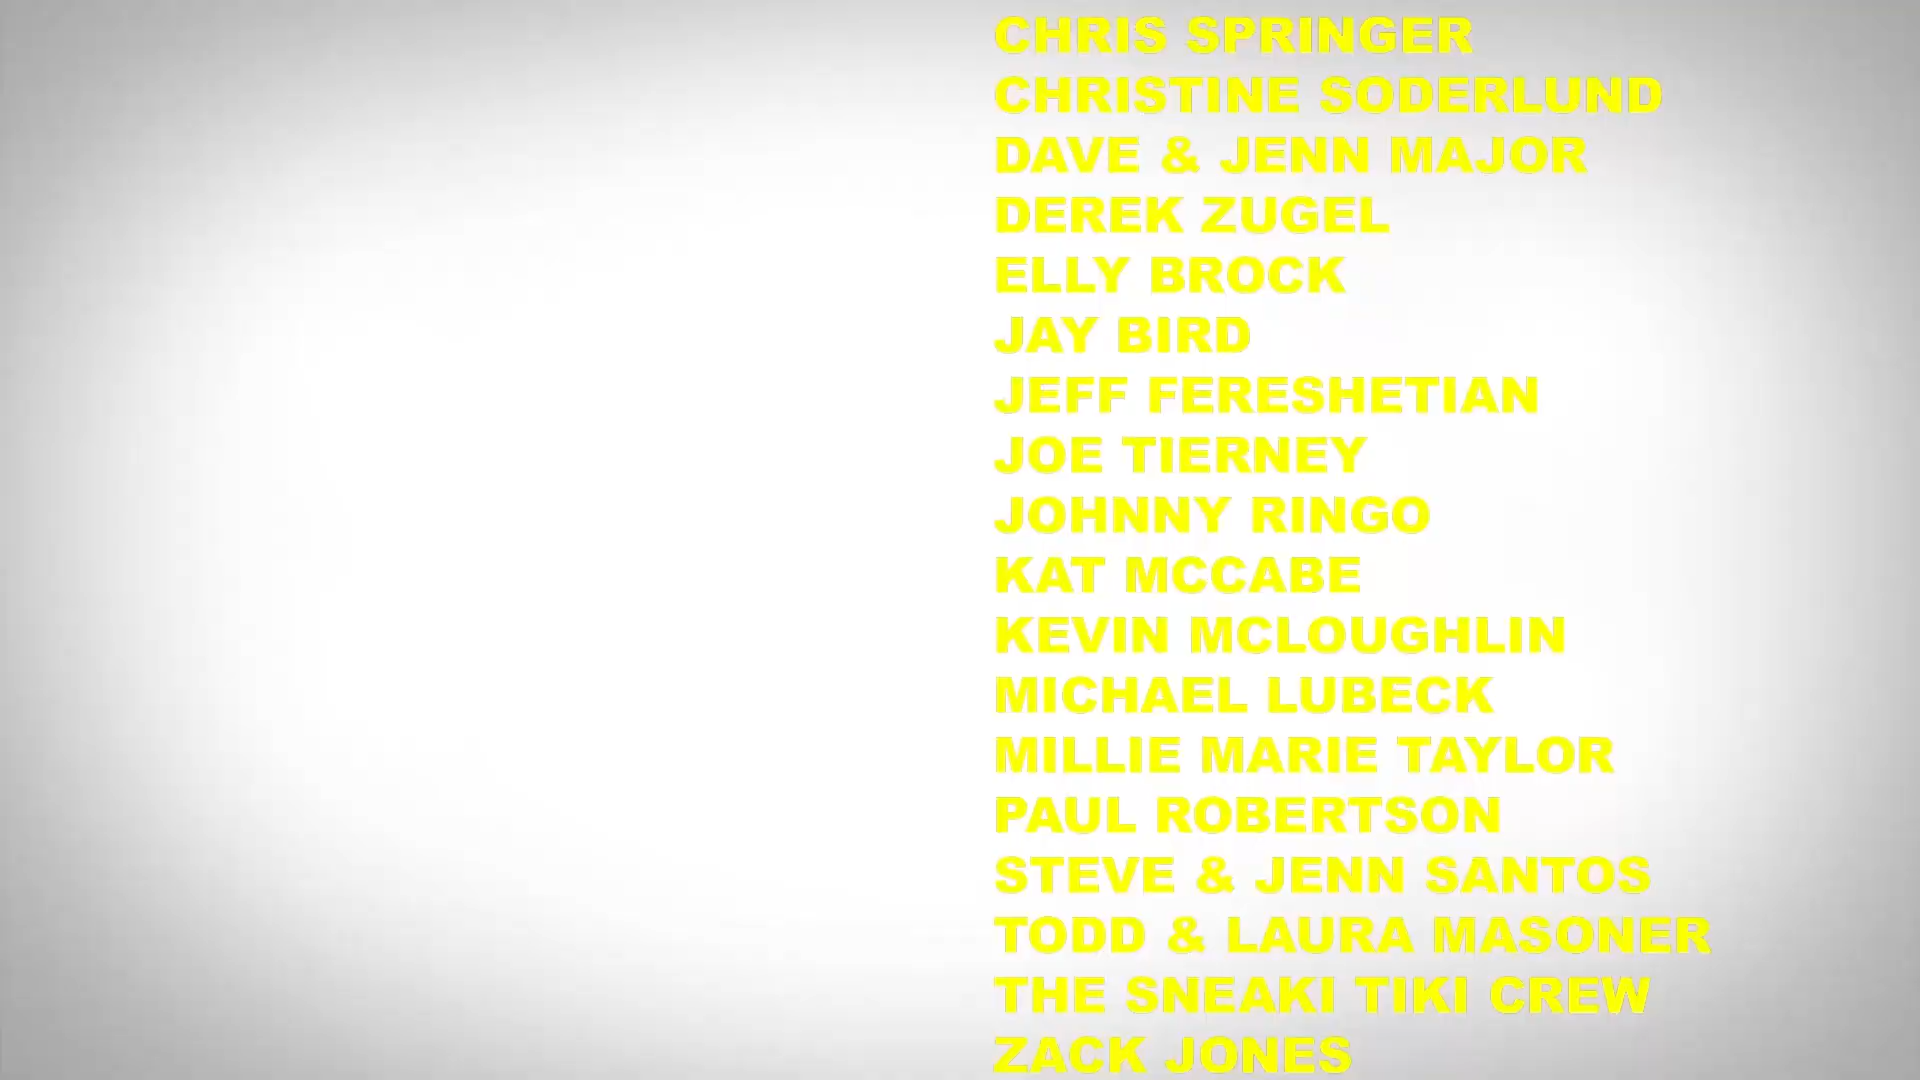 CHRIS SPRINGER
CHRISTINE SODERLUND
DAVE & JENN MAJOR
DEREK ZUGEL
ELLY BROCK
JAY BIRD
JEFF FERESHETIAN
JOE TIERNEY
JOHNNY RINGO
KAT MCCABE
KEVIN MCLOUGHLIN
MICHAEL LUBECK
MILLIE MARIE TAYLOR
PAUL ROBERTSON
STEVE & JENN SANTOS
TODD & LAURA MASONER
THE SNEAKI TIKI CREW
ZACK JONES